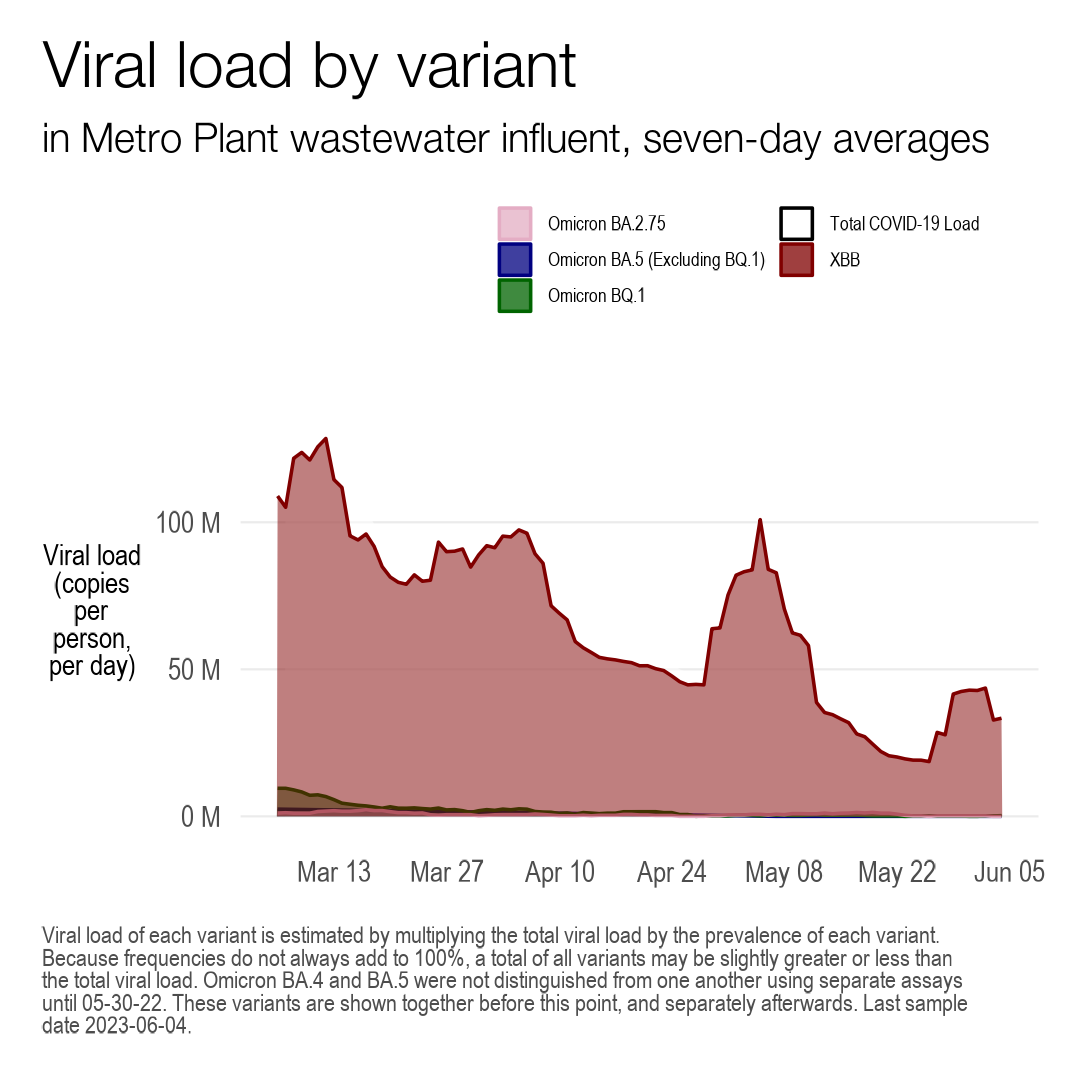 Viral load by variant
in Metro Plant wastewater influent, seven-day averages
Omicron BA.2.75
Omicron BA.5 (Excluding BQ.1)
Omicron BQ.1
Total COVID-19 Load
XBB
Viral load
(copies
per
person,
per day)
100 M
50 M
0 M
Mar 13
Mar 27
Apr 10
Apr 24
May 08
May 22
Jun 05
Viral load of each variant is estimated by multiplying the total viral load by the prevalence of each variant.
Because frequencies do not always add to 100%, a total of all variants may be slightly greater or less than
the total viral load. Omicron BA.4 and BA.5 were not distinguished from one another using separate assays
until 05-30-22. These variants are shown together before this point, and separately afterwards. Last sample
date 2023-06-04.